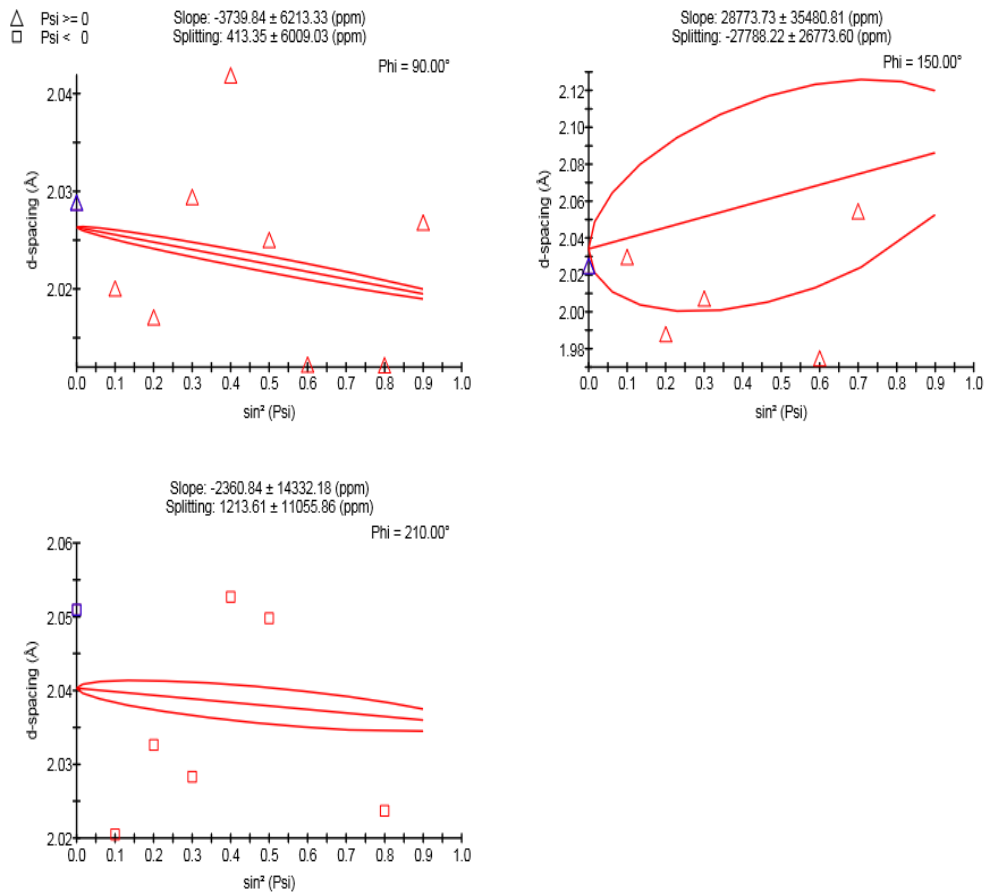 Psi >= 0
Psi < 0
Slope: -3739.84 ± 6213.33 (ppm)
Splitting: 413.35 ± 6009.03 (ppm)
Phi = 90.00°
2.04
2.03
2.02
d-spacing (Å)
0.0 0.1 0.2 0.3 0.4 0.5 0.6 0.7 0.8 0.9 1.0
sin² (Psi)
Slope: 28773.73 ± 35480.81 (ppm)
Splitting: -27788.22 ± 26773.60 (ppm)
Phi = 150.00°
2.12
2.10
2.08
2.06
2.04
2.02
2.00
1.98
d-spacing (Å)
0.0 0.1 0.2 0.3 0.4 0.5 0.6 0.7 0.8 0.9 1.0
sin² (Psi)
Slope: -2360.84 ± 14332.18 (ppm)
Splitting: 1213.61 ± 11055.86 (ppm)
Phi = 210.00°
2.06
2.05
2.04
2.03
2.02
d-spacing (Å)
0.0 0.1 0.2 0.3 0.4 0.5 0.6 0.7 0.8 0.9 1.0
sin² (Psi)